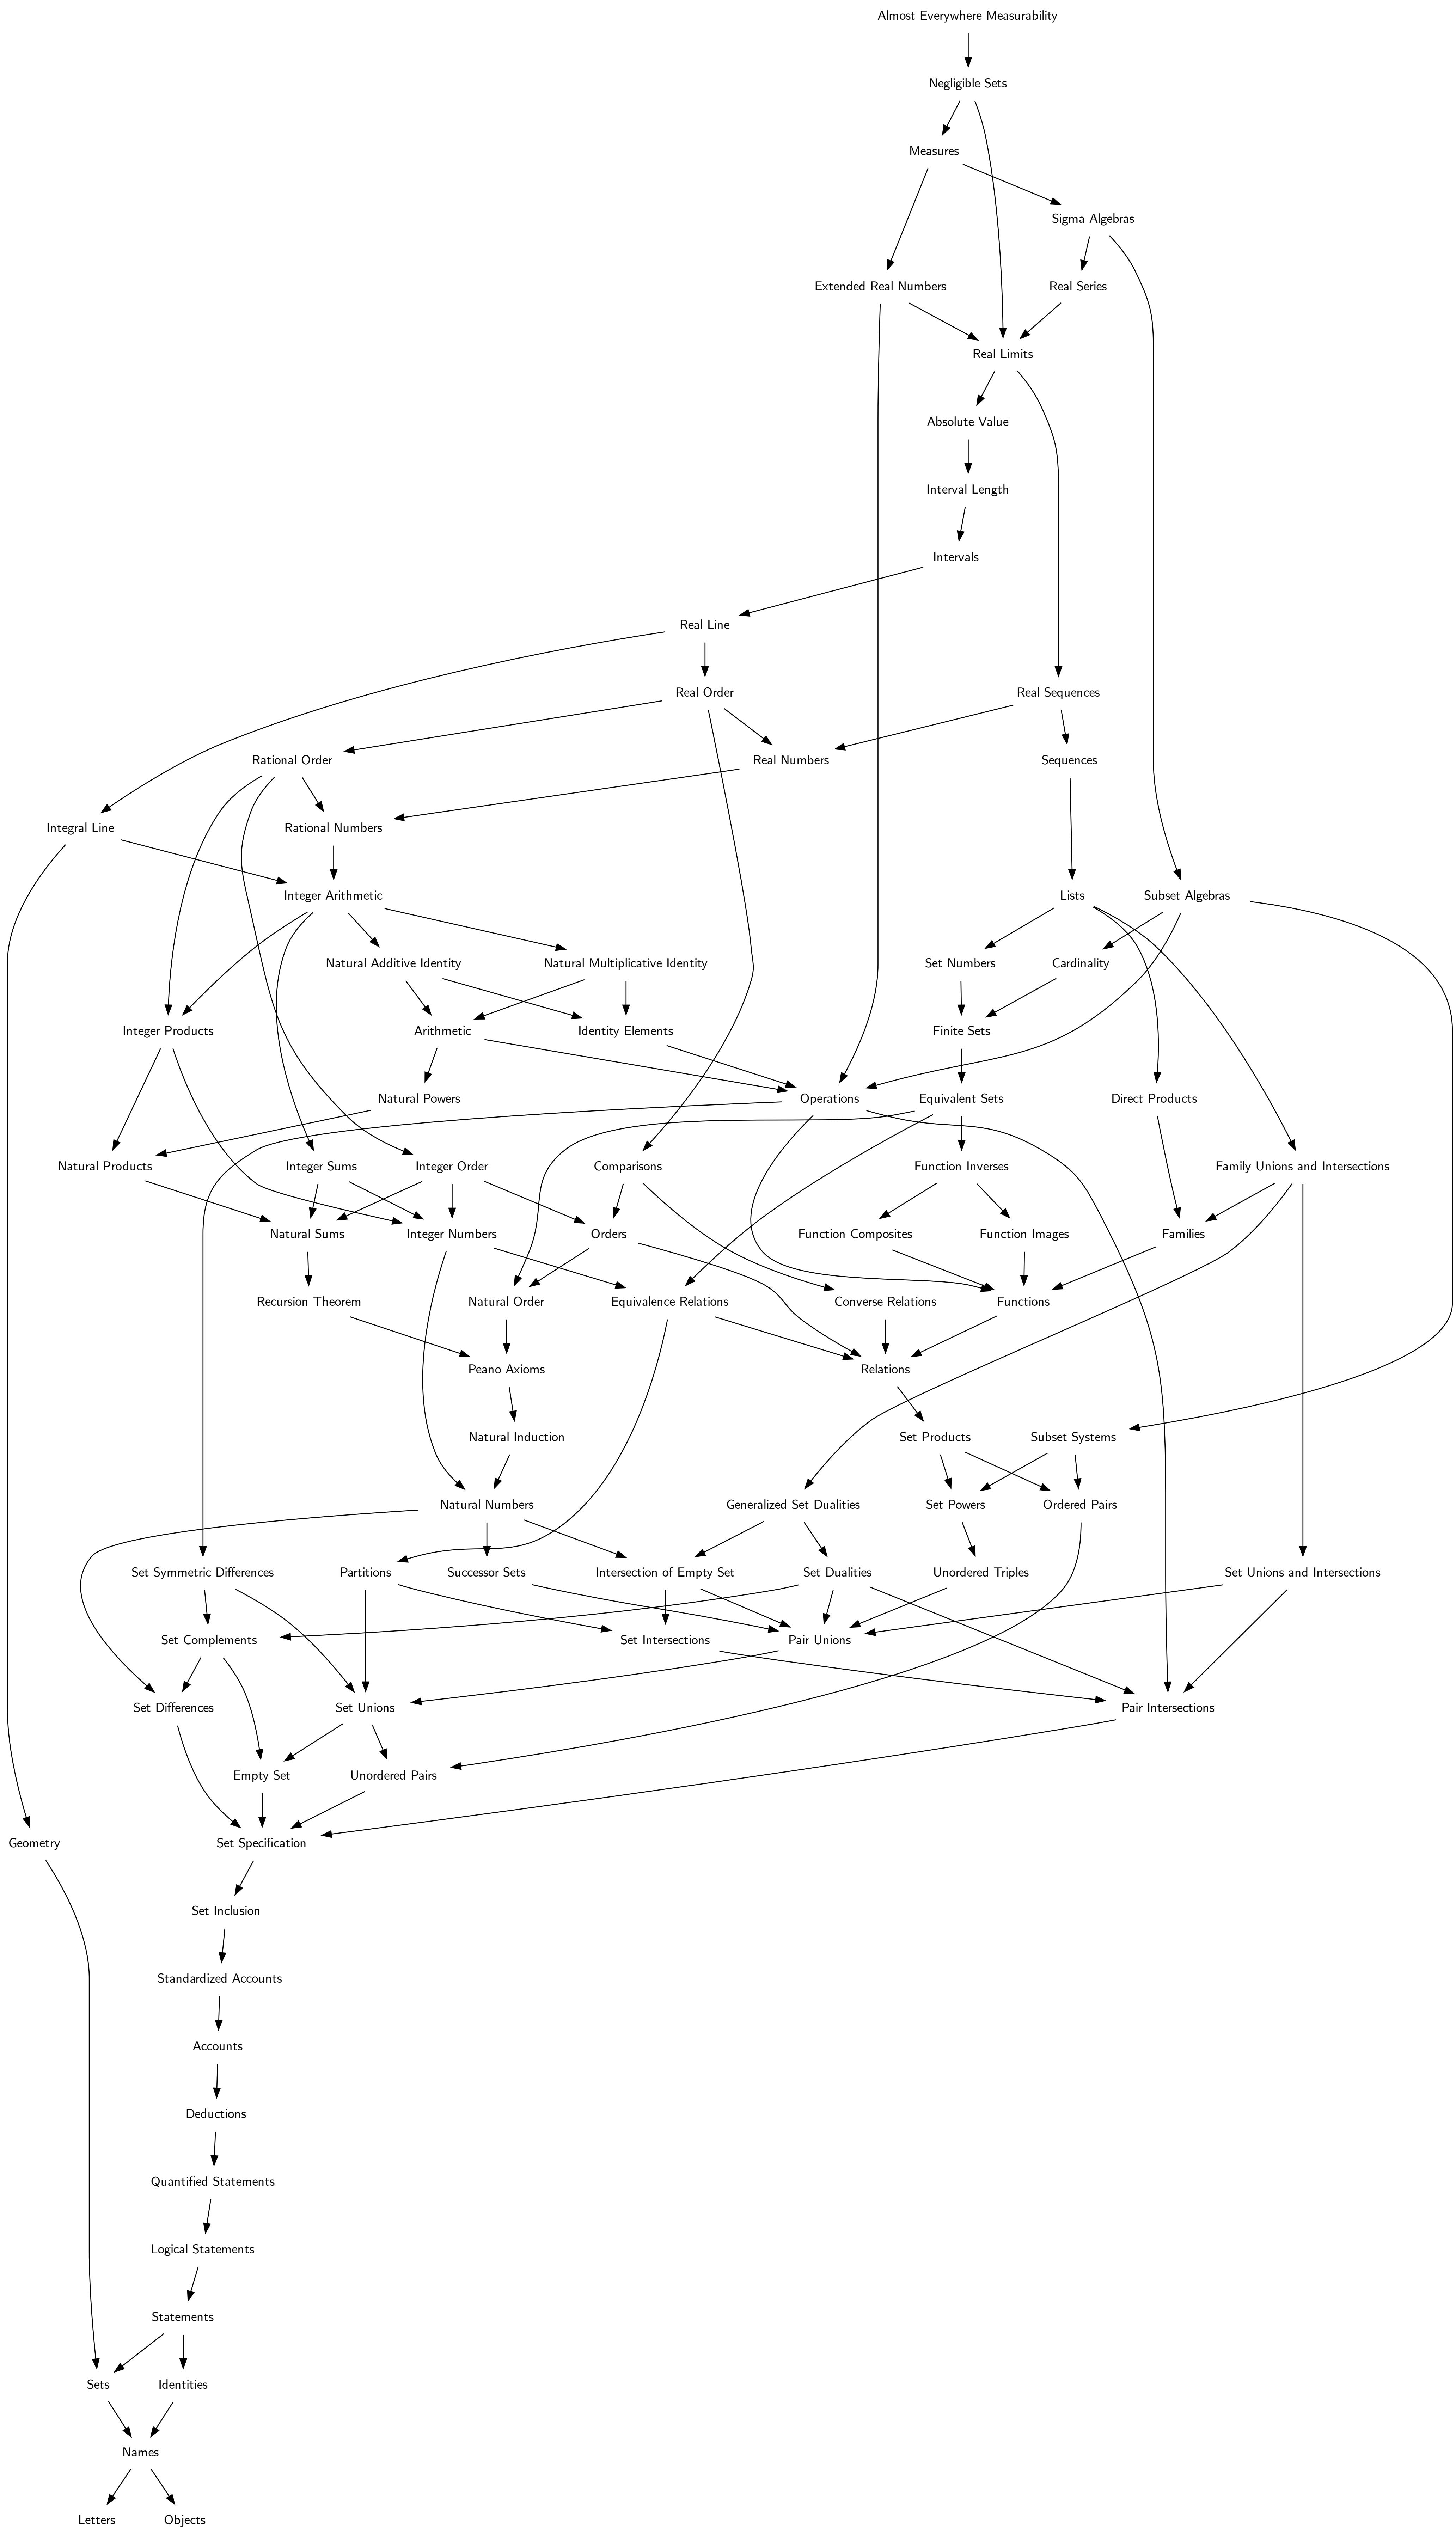 Almost Everywhere Measurability
Negligible Sets
Measures
Sigma Algebras
Extended Real Numbers
Real Series
Real Limits
Absolute Value
Interval Length
Intervals
Real Line
Real Order
Real Sequences
Rational Order
Real Numbers
Sequences
Integral Line
Rational Numbers
Integer Arithmetic
Lists
Subset Algebras
Natural Additive Identity
Natural Multiplicative Identity
Set Numbers
Cardinality
Integer Products
Arithmetic
Identity Elements
Finite Sets
Natural Powers
Operations
Equivalent Sets
Direct Products
Natural Products
Integer Sums
Integer Order
Comparisons
Function Inverses
Family Unions and Intersections
Natural Sums
Integer Numbers
Orders
Function Composites
Function Images
Families
Recursion Theorem
Natural Order
Equivalence Relations
Converse Relations
Functions
Peano Axioms
Relations
Natural Induction
Set Products
Subset Systems
Natural Numbers
Generalized Set Dualities
Set Powers
Ordered Pairs
Set Symmetric Differences
Partitions
Successor Sets
Intersection of Empty Set
Set Dualities
Unordered Triples
Set Unions and Intersections
Set Complements
Set Intersections
Pair Unions
Set Differences
Set Unions
Pair Intersections
Empty Set
Unordered Pairs
Geometry
Set Specification
Set Inclusion
Standardized Accounts
Accounts
Deductions
Quantified Statements
Logical Statements
Statements
Sets
Identities
Names
Letters
Objects